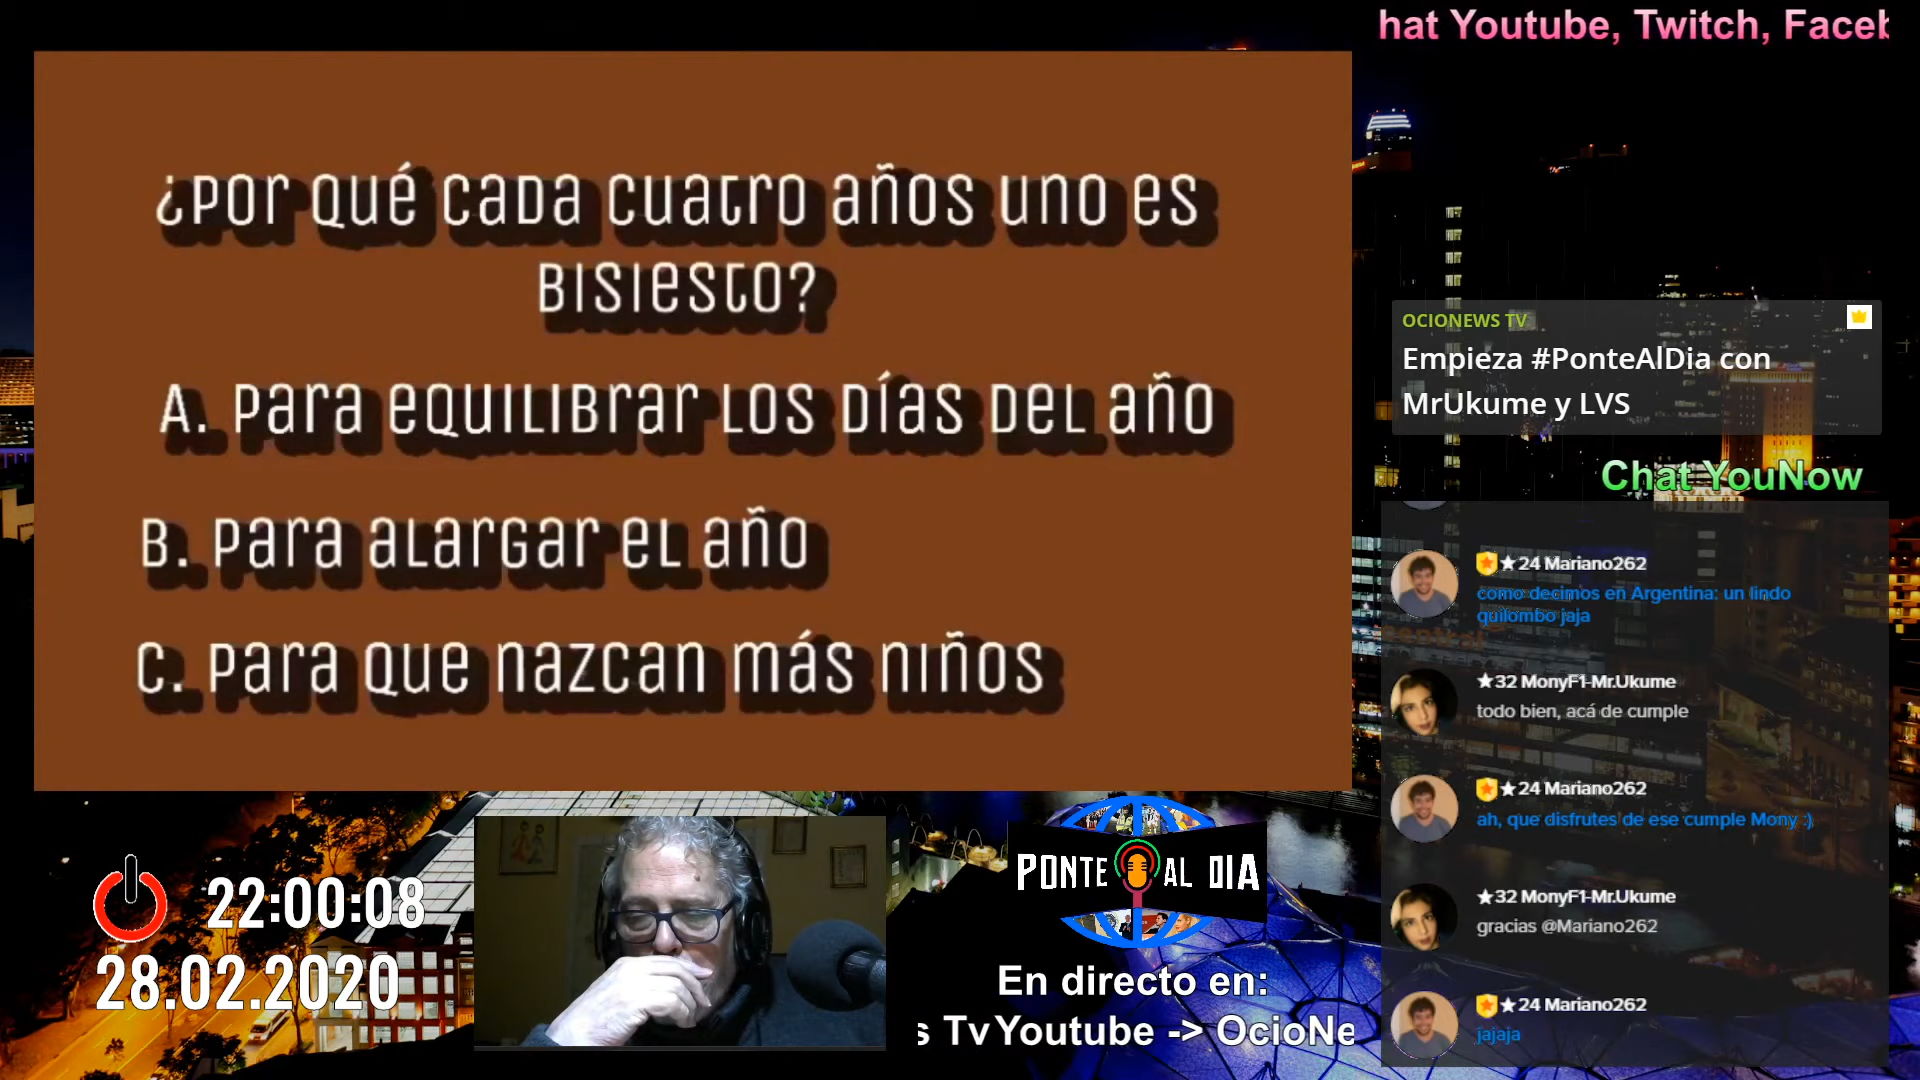 hat Youtube, Twitch, Faceb
¿Por qué cada cuatro años uno es
bisiesto?
A. Para equilibrar los días del año
B. Para alargar el año
C. Para que nazcan más niños
OCIONEWS TV
Empieza #PonteAlDia con
MrUkume y LVS
Chat YouNow
★24 Mariano262
como decimos en Argentina: un lindo
quilombo jaja
★32 MonyF1-Mr.Ukume
todo bien, acá de cumple
★24 Mariano262
ah, que disfrutes de ese cumple Mony :)
★32 MonyF1-Mr.Ukume
gracias @Mariano262
★24 Mariano262
jajaja
22:00:08
28.02.2020
PONTE AL DIA
En directo en:
s Tv Youtube -> OcioNe